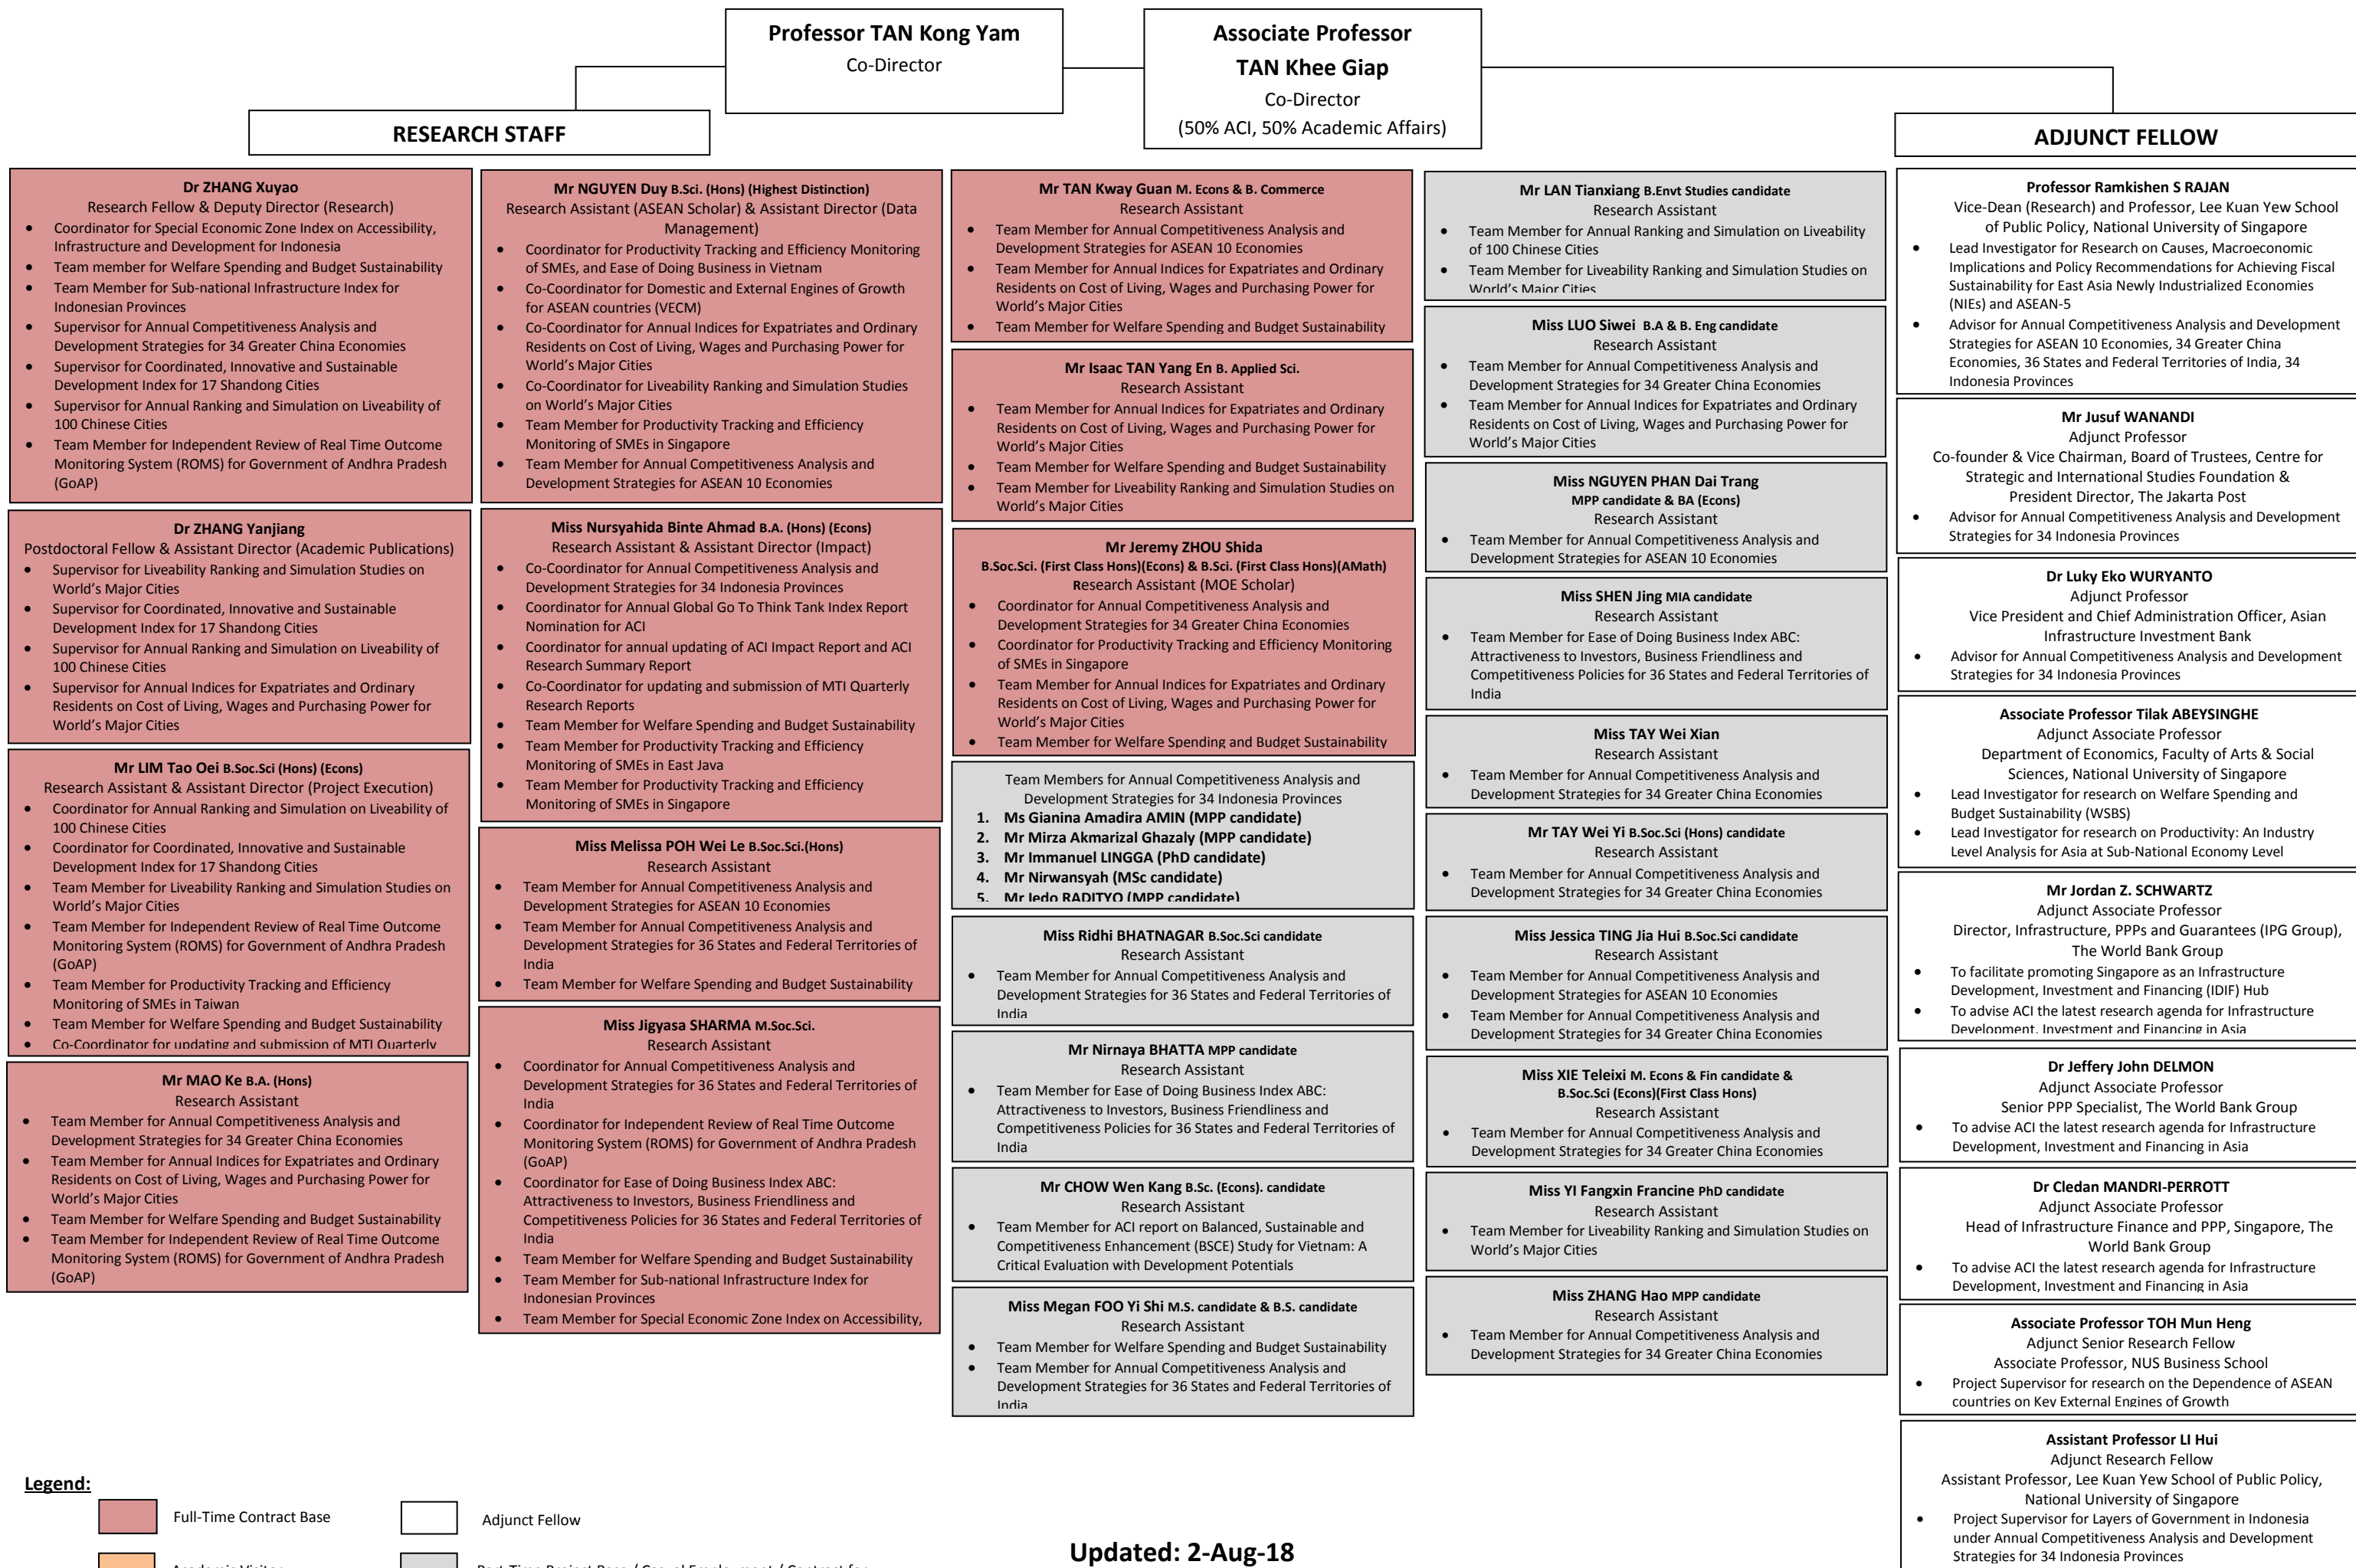 Professor TAN Kong Yam
Co-Director
Associate Professor
TAN Khee Giap
Co-Director
(50% ACI, 50% Academic Affairs)
RESEARCH STAFF
ADJUNCT FELLOW
Dr ZHANG Xuyao
Research Fellow & Deputy Director (Research)
• Coordinator for Special Economic Zone Index on Accessibility,
Infrastructure and Development for Indonesia
• Team member for Welfare Spending and Budget Sustainability
• Team Member for Sub-national Infrastructure Index for
Indonesian Provinces
• Supervisor for Annual Competitiveness Analysis and
Development Strategies for 34 Greater China Economies
• Supervisor for Coordinated, Innovative and Sustainable
Development Index for 17 Shandong Cities
• Supervisor for Annual Ranking and Simulation on Liveability of
100 Chinese Cities
• Team Member for Independent Review of Real Time Outcome
Monitoring System (ROMS) for Government of Andhra Pradesh
(GoAP)
Dr ZHANG Yanjiang
Postdoctoral Fellow & Assistant Director (Academic Publications)
• Supervisor for Liveability Ranking and Simulation Studies on
World's Major Cities
• Supervisor for Coordinated, Innovative and Sustainable
Development Index for 17 Shandong Cities
• Supervisor for Annual Ranking and Simulation on Liveability of
100 Chinese Cities
• Supervisor for Annual Indices for Expatriates and Ordinary
Residents on Cost of Living, Wages and Purchasing Power for
World's Major Cities
Mr LIM Tao Oei B.Soc.Sci (Hons) (Econs)
Research Assistant & Assistant Director (Project Execution)
• Coordinator for Annual Ranking and Simulation on Liveability of
100 Chinese Cities
• Coordinator for Coordinated, Innovative and Sustainable
Development Index for 17 Shandong Cities
• Team Member for Liveability Ranking and Simulation Studies on
World's Major Cities
• Team Member for Independent Review of Real Time Outcome
Monitoring System (ROMS) for Government of Andhra Pradesh
(GoAP)
• Team Member for Productivity Tracking and Efficiency
Monitoring of SMEs in Taiwan
• Team Member for Welfare Spending and Budget Sustainability
• Co-Coordinator for updating and submission of MTI Quarterly
Mr MAO Ke B.A. (Hons)
Research Assistant
• Team Member for Annual Competitiveness Analysis and
Development Strategies for 34 Greater China Economies
• Team Member for Annual Indices for Expatriates and Ordinary
Residents on Cost of Living, Wages and Purchasing Power for
World's Major Cities
• Team Member for Welfare Spending and Budget Sustainability
• Team Member for Independent Review of Real Time Outcome
Monitoring System (ROMS) for Government of Andhra Pradesh
(GoAP)
Mr NGUYEN Duy B.Sci. (Hons) (Highest Distinction)
Research Assistant (ASEAN Scholar) & Assistant Director (Data
Management)
• Coordinator for Productivity Tracking and Efficiency Monitoring
of SMEs, and Ease of Doing Business in Vietnam
• Co-Coordinator for Domestic and External Engines of Growth
for ASEAN countries (VECM)
• Co-Coordinator for Annual Indices for Expatriates and Ordinary
Residents on Cost of Living, Wages and Purchasing Power for
World's Major Cities
• Co-Coordinator for Liveability Ranking and Simulation Studies
on World's Major Cities
• Team Member for Productivity Tracking and Efficiency
Monitoring of SMEs in Singapore
• Team Member for Annual Competitiveness Analysis and
Development Strategies for ASEAN 10 Economies
Miss Nursyahida Binte Ahmad B.A. (Hons) (Econs)
Research Assistant & Assistant Director (Impact)
• Co-Coordinator for Annual Competitiveness Analysis and
Development Strategies for 34 Indonesia Provinces
• Coordinator for Annual Global Go To Think Tank Index Report
Nomination for ACI
• Coordinator for annual updating of ACI Impact Report and ACI
Research Summary Report
• Co-Coordinator for updating and submission of MTI Quarterly
Research Reports
• Team Member for Welfare Spending and Budget Sustainability
• Team Member for Productivity Tracking and Efficiency
Monitoring of SMEs in East Java
• Team Member for Productivity Tracking and Efficiency
Monitoring of SMEs in Singapore
Miss Melissa POH Wei Le B.Soc.Sci.(Hons)
Research Assistant
• Team Member for Annual Competitiveness Analysis and
Development Strategies for ASEAN 10 Economies
• Team Member for Annual Competitiveness Analysis and
Development Strategies for 36 States and Federal Territories of
India
• Team Member for Welfare Spending and Budget Sustainability
Miss Jigyasa SHARMA M.Soc.Sci.
Research Assistant
• Coordinator for Annual Competitiveness Analysis and
Development Strategies for 36 States and Federal Territories of
India
• Coordinator for Independent Review of Real Time Outcome
Monitoring System (ROMS) for Government of Andhra Pradesh
(GoAP)
• Coordinator for Ease of Doing Business Index ABC:
Attractiveness to Investors, Business Friendliness and
Competitiveness Policies for 36 States and Federal Territories of
India
• Team Member for Welfare Spending and Budget Sustainability
• Team Member for Sub-national Infrastructure Index for
Indonesian Provinces
• Team Member for Special Economic Zone Index on Accessibility,
Mr TAN Kway Guan M. Econs & B. Commerce
Research Assistant
• Team Member for Annual Competitiveness Analysis and
Development Strategies for ASEAN 10 Economies
• Team Member for Annual Indices for Expatriates and Ordinary
Residents on Cost of Living, Wages and Purchasing Power for
World's Major Cities
• Team Member for Welfare Spending and Budget Sustainability
Mr Isaac TAN Yang En B. Applied Sci.
Research Assistant
• Team Member for Annual Indices for Expatriates and Ordinary
Residents on Cost of Living, Wages and Purchasing Power for
World's Major Cities
• Team Member for Welfare Spending and Budget Sustainability
• Team Member for Liveability Ranking and Simulation Studies on
World's Major Cities
Mr Jeremy ZHOU Shida
B.Soc.Sci. (First Class Hons)(Econs) & B.Sci. (First Class Hons)(AMath)
Research Assistant (MOE Scholar)
• Coordinator for Annual Competitiveness Analysis and
Development Strategies for 34 Greater China Economies
• Coordinator for Productivity Tracking and Efficiency Monitoring
of SMEs in Singapore
• Team Member for Annual Indices for Expatriates and Ordinary
Residents on Cost of Living, Wages and Purchasing Power for
World's Major Cities
• Team Member for Welfare Spending and Budget Sustainability
Team Members for Annual Competitiveness Analysis and
Development Strategies for 34 Indonesia Provinces
1. Ms Gianina Amadira AMIN (MPP candidate)
2. Mr Mirza Akmarizal Ghazaly (MPP candidate)
3. Mr Immanuel LINGGA (PhD candidate)
4. Mr Nirwansyah (MSc candidate)
5. Mr Iedo RADITYO (MPP candidate)
Miss Ridhi BHATNAGAR B.Soc.Sci candidate
Research Assistant
• Team Member for Annual Competitiveness Analysis and
Development Strategies for 36 States and Federal Territories of
India
Mr Nirnaya BHATTA MPP candidate
Research Assistant
• Team Member for Ease of Doing Business Index ABC:
Attractiveness to Investors, Business Friendliness and
Competitiveness Policies for 36 States and Federal Territories of
India
Mr CHOW Wen Kang B.Sc. (Econs). candidate
Research Assistant
• Team Member for ACI report on Balanced, Sustainable and
Competitiveness Enhancement (BSCE) Study for Vietnam: A
Critical Evaluation with Development Potentials
Miss Megan FOO Yi Shi M.S. candidate & B.S. candidate
Research Assistant
• Team Member for Welfare Spending and Budget Sustainability
• Team Member for Annual Competitiveness Analysis and
Development Strategies for 36 States and Federal Territories of
India
Mr LAN Tianxiang B.Envt Studies candidate
Research Assistant
• Team Member for Annual Ranking and Simulation on Liveability
of 100 Chinese Cities
• Team Member for Liveability Ranking and Simulation Studies on
World's Major Cities
Miss LUO Siwei B.A & B. Eng candidate
Research Assistant
• Team Member for Annual Competitiveness Analysis and
Development Strategies for 34 Greater China Economies
• Team Member for Annual Indices for Expatriates and Ordinary
Residents on Cost of Living, Wages and Purchasing Power for
World's Major Cities
Miss NGUYEN PHAN Dai Trang
MPP candidate & BA (Econs)
Research Assistant
• Team Member for Annual Competitiveness Analysis and
Development Strategies for ASEAN 10 Economies
Miss SHEN Jing MIA candidate
Research Assistant
• Team Member for Ease of Doing Business Index ABC:
Attractiveness to Investors, Business Friendliness and
Competitiveness Policies for 36 States and Federal Territories of
India
Miss TAY Wei Xian
Research Assistant
• Team Member for Annual Competitiveness Analysis and
Development Strategies for 34 Greater China Economies
Mr TAY Wei Yi B.Soc.Sci (Hons) candidate
Research Assistant
• Team Member for Annual Competitiveness Analysis and
Development Strategies for 34 Greater China Economies
Miss Jessica TING Jia Hui B.Soc.Sci candidate
Research Assistant
• Team Member for Annual Competitiveness Analysis and
Development Strategies for ASEAN 10 Economies
• Team Member for Annual Competitiveness Analysis and
Development Strategies for 34 Greater China Economies
Miss XIE Teleixi M. Econs & Fin candidate &
B.Soc.Sci (Econs)(First Class Hons)
Research Assistant
• Team Member for Annual Competitiveness Analysis and
Development Strategies for 34 Greater China Economies
Miss YI Fangxin Francine PhD candidate
Research Assistant
• Team Member for Liveability Ranking and Simulation Studies on
World's Major Cities
Miss ZHANG Hao MPP candidate
Research Assistant
• Team Member for Annual Competitiveness Analysis and
Development Strategies for 34 Greater China Economies
Professor Ramkishen S RAJAN
Vice-Dean (Research) and Professor, Lee Kuan Yew School
of Public Policy, National University of Singapore
• Lead Investigator for Research on Causes, Macroeconomic
Implications and Policy Recommendations for Achieving Fiscal
Sustainability for East Asia Newly Industrialized Economies
(NIEs) and ASEAN-5
• Advisor for Annual Competitiveness Analysis and Development
Strategies for ASEAN 10 Economies, 34 Greater China
Economies, 36 States and Federal Territories of India, 34
Indonesia Provinces
Mr Jusuf WANANDI
Adjunct Professor
Co-founder & Vice Chairman, Board of Trustees, Centre for
Strategic and International Studies Foundation &
President Director, The Jakarta Post
• Advisor for Annual Competitiveness Analysis and Development
Strategies for 34 Indonesia Provinces
Dr Luky Eko WURYANTO
Adjunct Professor
Vice President and Chief Administration Officer, Asian
Infrastructure Investment Bank
• Advisor for Annual Competitiveness Analysis and Development
Strategies for 34 Indonesia Provinces
Associate Professor Tilak ABEYSINGHE
Adjunct Associate Professor
Department of Economics, Faculty of Arts & Social
Sciences, National University of Singapore
• Lead Investigator for research on Welfare Spending and
Budget Sustainability (WSBS)
• Lead Investigator for research on Productivity: An Industry
Level Analysis for Asia at Sub-National Economy Level
Mr Jordan Z. SCHWARTZ
Adjunct Associate Professor
Director, Infrastructure, PPPs and Guarantees (IPG Group),
The World Bank Group
• To facilitate promoting Singapore as an Infrastructure
Development, Investment and Financing (IDIF) Hub
• To advise ACI the latest research agenda for Infrastructure
Development, Investment and Financing in Asia
Dr Jeffery John DELMON
Adjunct Associate Professor
Senior PPP Specialist, The World Bank Group
• To advise ACI the latest research agenda for Infrastructure
Development, Investment and Financing in Asia
Dr Cledan MANDRI-PERROTT
Adjunct Associate Professor
Head of Infrastructure Finance and PPP, Singapore, The
World Bank Group
• To advise ACI the latest research agenda for Infrastructure
Development, Investment and Financing in Asia
Associate Professor TOH Mun Heng
Adjunct Senior Research Fellow
Associate Professor, NUS Business School
• Project Supervisor for research on the Dependence of ASEAN
countries on Key External Engines of Growth
Assistant Professor LI Hui
Adjunct Research Fellow
Assistant Professor, Lee Kuan Yew School of Public Policy,
National University of Singapore
• Project Supervisor for Layers of Government in Indonesia
under Annual Competitiveness Analysis and Development
Strategies for 34 Indonesia Provinces
Legend:
Full-Time Contract Base
Adjunct Fellow
Academic Visitor
Part-Time Project Base / Casual Employment / Contract for
Updated: 2-Aug-18